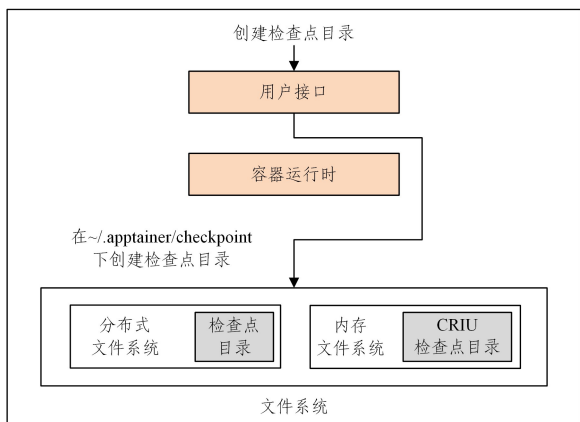 创建检查点目录
用户接口
容器运行时
在~/.apptainer/checkpoint
下创建检查点目录
分布式
文件系统
检查点
目录
内存
文件系统
CRIU
检查点目录
文件系统